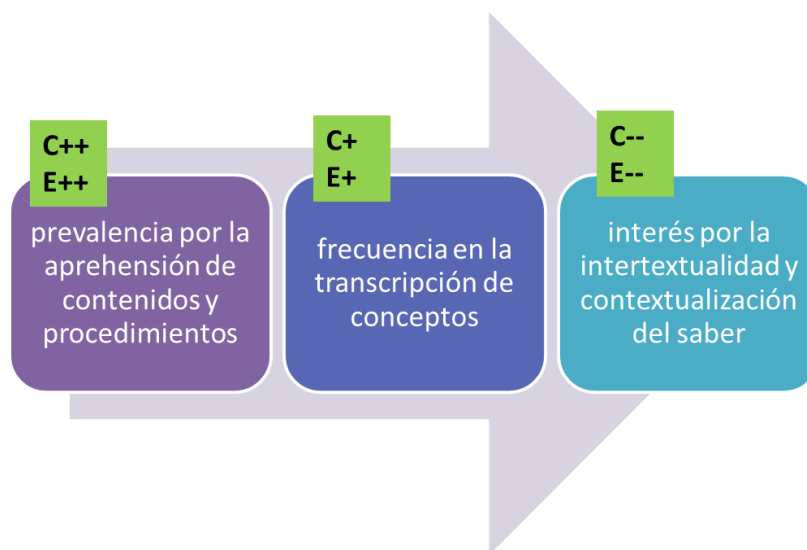 C++
E++
prevalencia por la
aprehensión de
contenidos y
procedimientos
C+
E+
frecuencia en la
transcripción de
conceptos
C--
E--
interés por la
intertextualidad y
contextualización
del saber